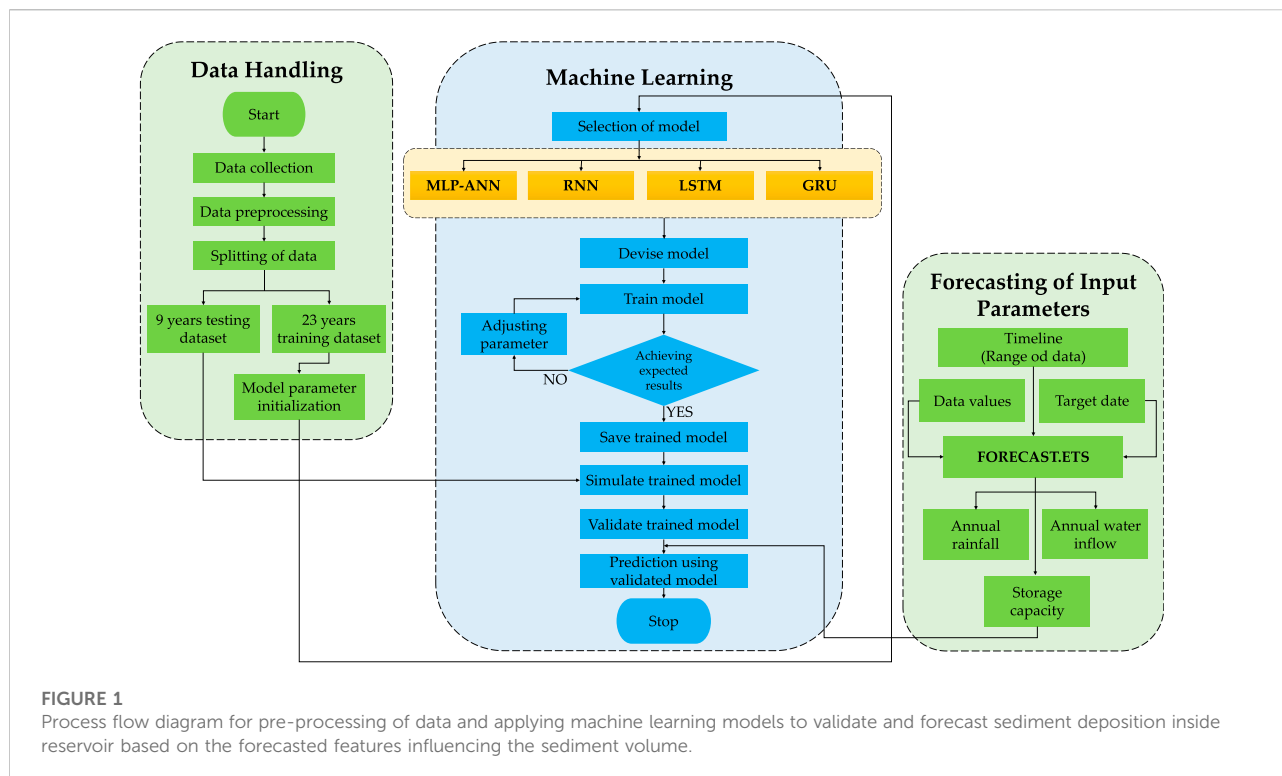 Data Handling
Start
Data collection
Data preprocessing
Splitting of data
9 years testing
dataset
23 years
training dataset
Model parameter
initialization
Machine Learning
Selection of model
MLP-ANN
RNN
LSTM
GRU
Devise model
Train model
Adjusting
parameter
Achieving
expected
results
NO
YES
Save trained model
Simulate trained model
Validate trained model
Prediction using
validated model
Stop
Forecasting of Input
Parameters
Timeline
(Range od data)
Data values
Target date
FORECAST.ETS
Annual
rainfall
Annual water
inflow
Storage
capacity
FIGURE 1
Process flow diagram for pre-processing of data and applying machine learning models to validate and forecast sediment deposition inside
reservoir based on the forecasted features influencing the sediment volume.